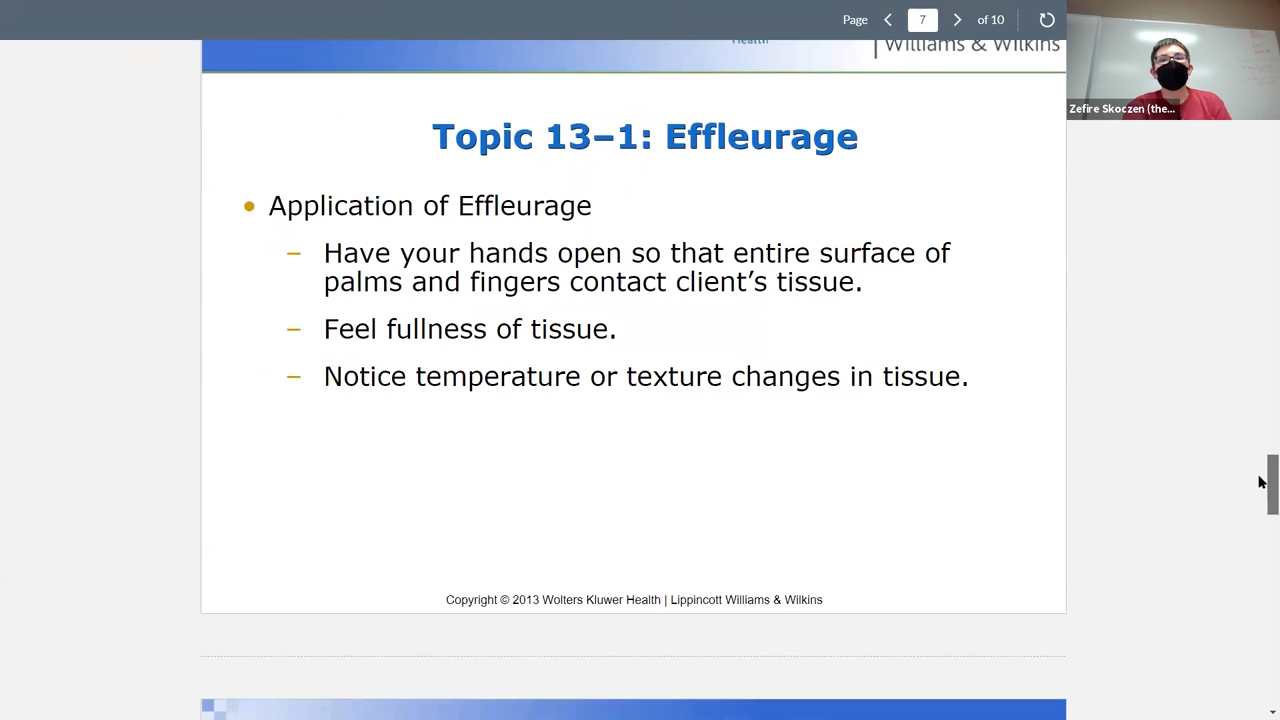 Page 7 of 10
Health
Williams & Wilkins
Zefire Skoczen (the...
Topic 13–1: Effleurage
• Application of Effleurage
– Have your hands open so that entire surface of
palms and fingers contact client’s tissue.
– Feel fullness of tissue.
– Notice temperature or texture changes in tissue.
Copyright © 2013 Wolters Kluwer Health | Lippincott Williams & Wilkins